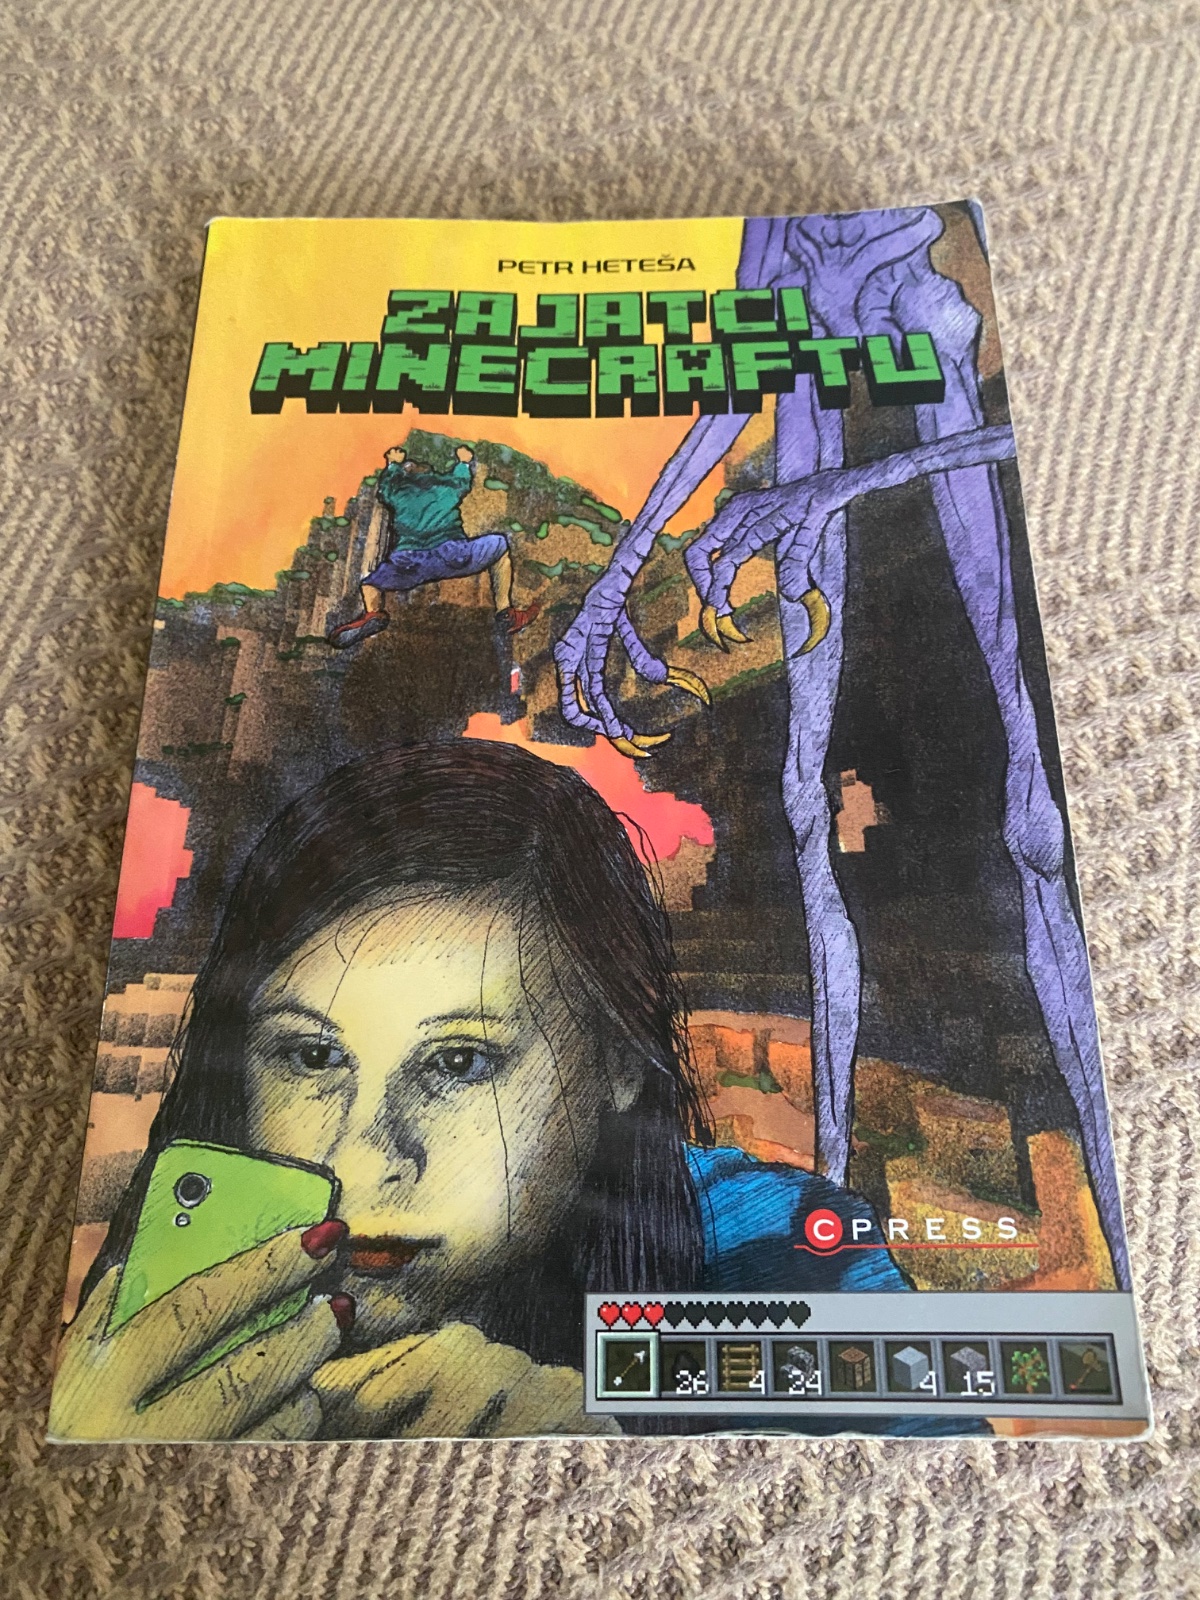 PETR HETEŠA
ZAJATCI
MINECRAFTU
CPRESS
26 4 24 4 15